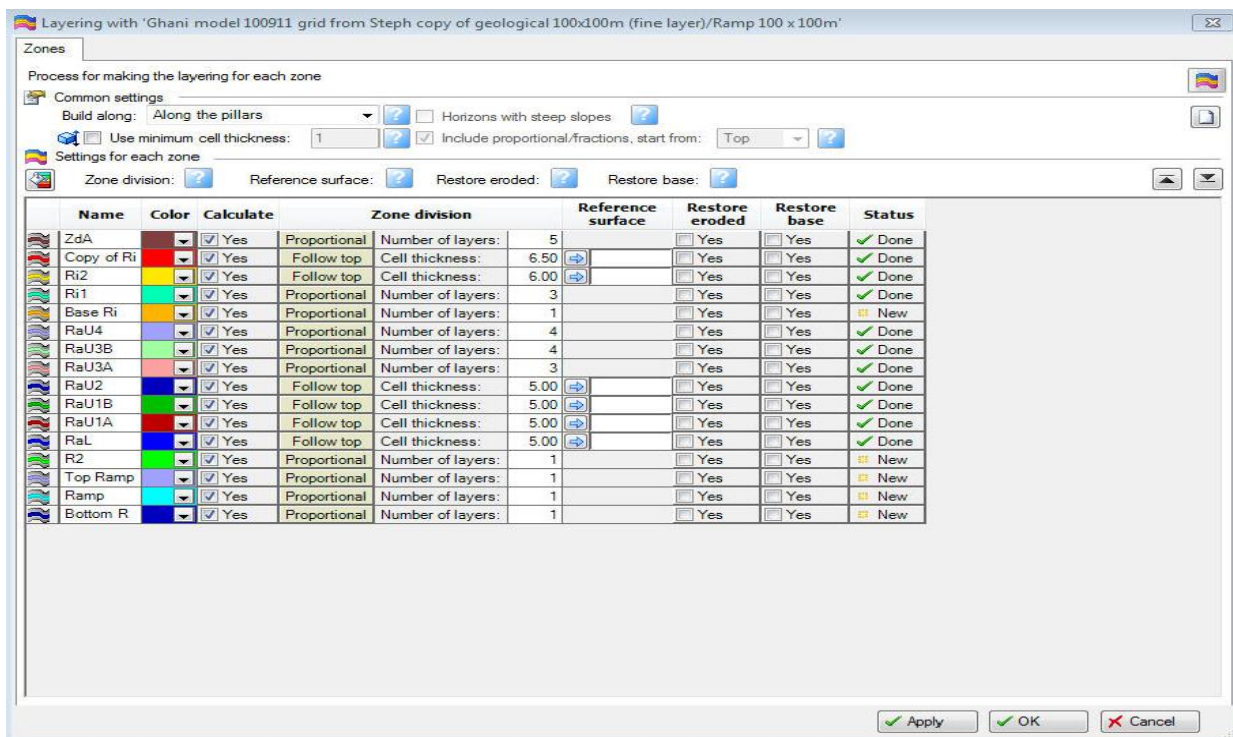 Layering with 'Ghani model 100911 grid from Steph copy of geological 100x100m (fine layer)/Ramp 100 x 100m'
Zones
Process for making the layering for each zone
Common settings
Build along: Along the pillars ? Horizons with steep slopes ?
Use minimum cell thickness: 1 ? Include proportional/fractions, start from: Top ?
Settings for each zone
Zone division: ? Reference surface: ? Restore eroded: ? Restore base: ?
Name Color Calculate Zone division Reference surface Restore eroded Restore base Status
ZdA Yes Proportional Number of layers: 5 Yes Yes Done
Copy of Ri Yes Follow top Cell thickness: 6.50 Yes Yes Done
Ri2 Yes Follow top Cell thickness: 6.00 Yes Yes Done
Ri1 Yes Proportional Number of layers: 3 Yes Yes Done
Base Ri Yes Proportional Number of layers: 1 Yes Yes New
RaU4 Yes Proportional Number of layers: 4 Yes Yes Done
RaU3B Yes Proportional Number of layers: 4 Yes Yes Done
RaU3A Yes Proportional Number of layers: 3 Yes Yes Done
RaU2 Yes Follow top Cell thickness: 5.00 Yes Yes Done
RaU1B Yes Follow top Cell thickness: 5.00 Yes Yes Done
RaU1A Yes Follow top Cell thickness: 5.00 Yes Yes Done
RaL Yes Follow top Cell thickness: 5.00 Yes Yes Done
R2 Yes Proportional Number of layers: 1 Yes Yes New
Top Ramp Yes Proportional Number of layers: 1 Yes Yes New
Ramp Yes Proportional Number of layers: 1 Yes Yes New
Bottom R Yes Proportional Number of layers: 1 Yes Yes New
Apply OK Cancel